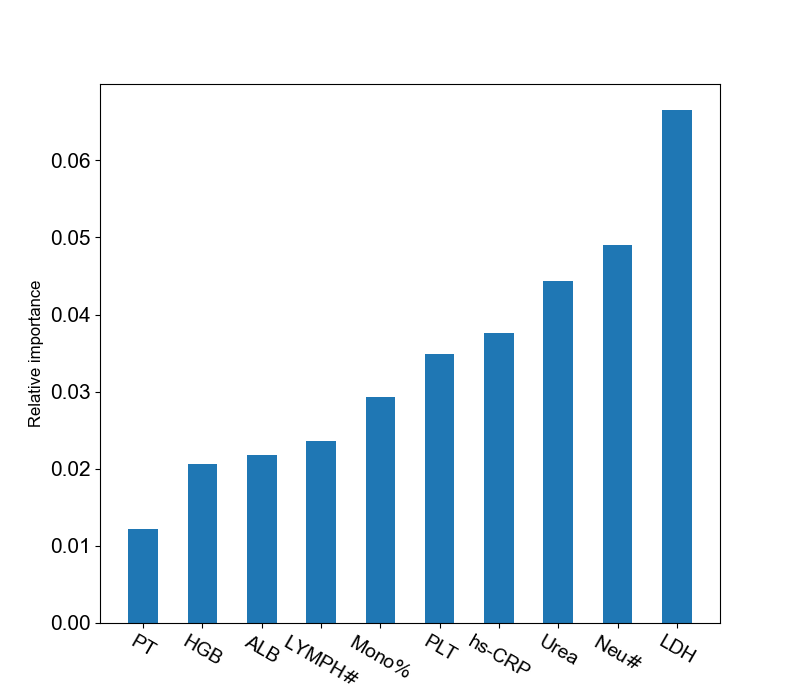 Relative importance
0.06
0.05
0.04
0.03
0.02
0.01
0.00
PT
HGB
ALB
LYMPH#
Mono%
PLT
hs-CRP
Urea
Neu#
LDH